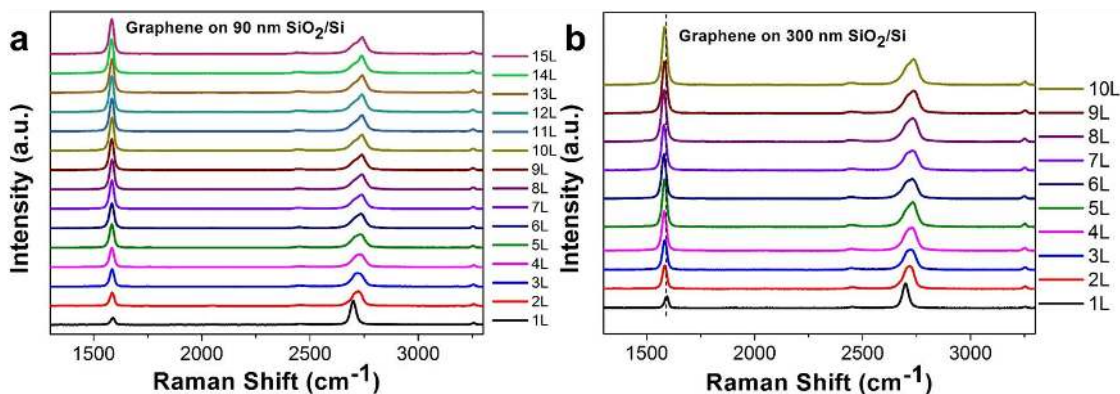 a
Graphene on 90 nm SiO2/Si
Intensity (a.u.)
15L
14L
13L
12L
11L
10L
9L
8L
7L
6L
5L
4L
3L
2L
1L
1500 2000 2500 3000
Raman Shift (cm-1)
b
Graphene on 300 nm SiO2/Si
Intensity (a.u.)
10L
9L
8L
7L
6L
5L
4L
3L
2L
1L
1500 2000 2500 3000
Raman Shift (cm-1)